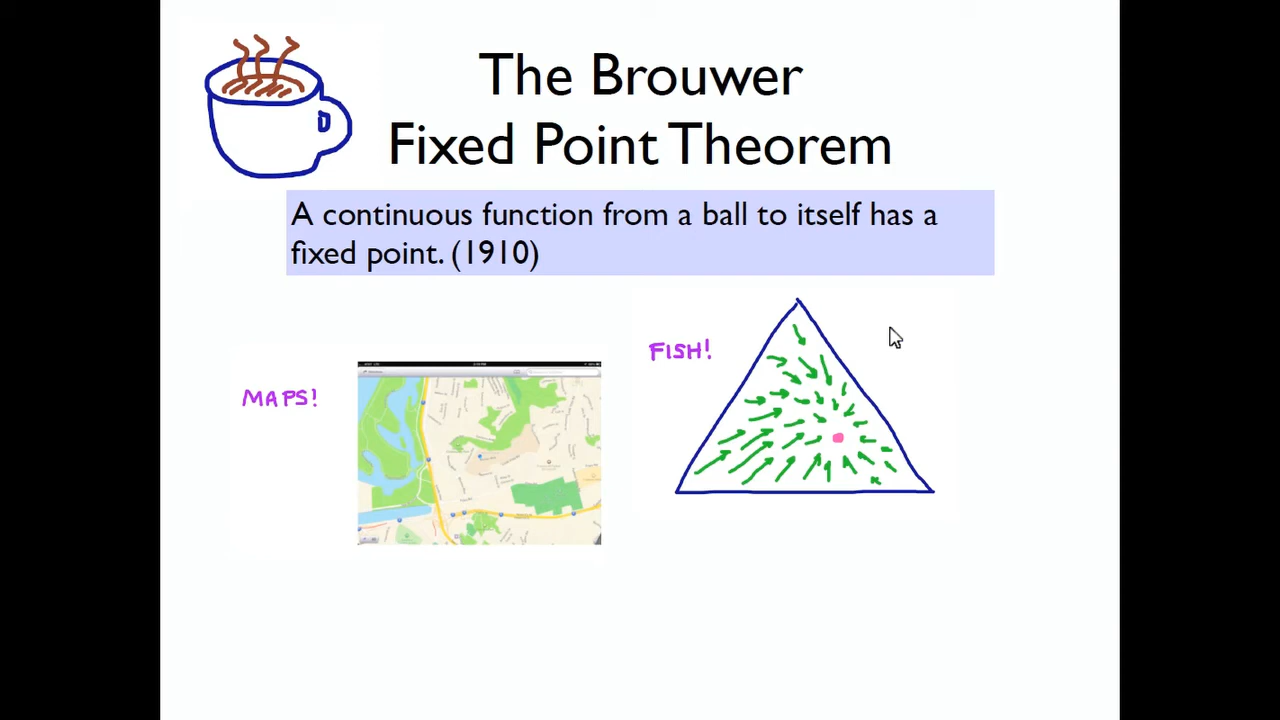 The Brouwer
Fixed Point Theorem
A continuous function from a ball to itself has a
fixed point. (1910)
FISH!
MAPS!